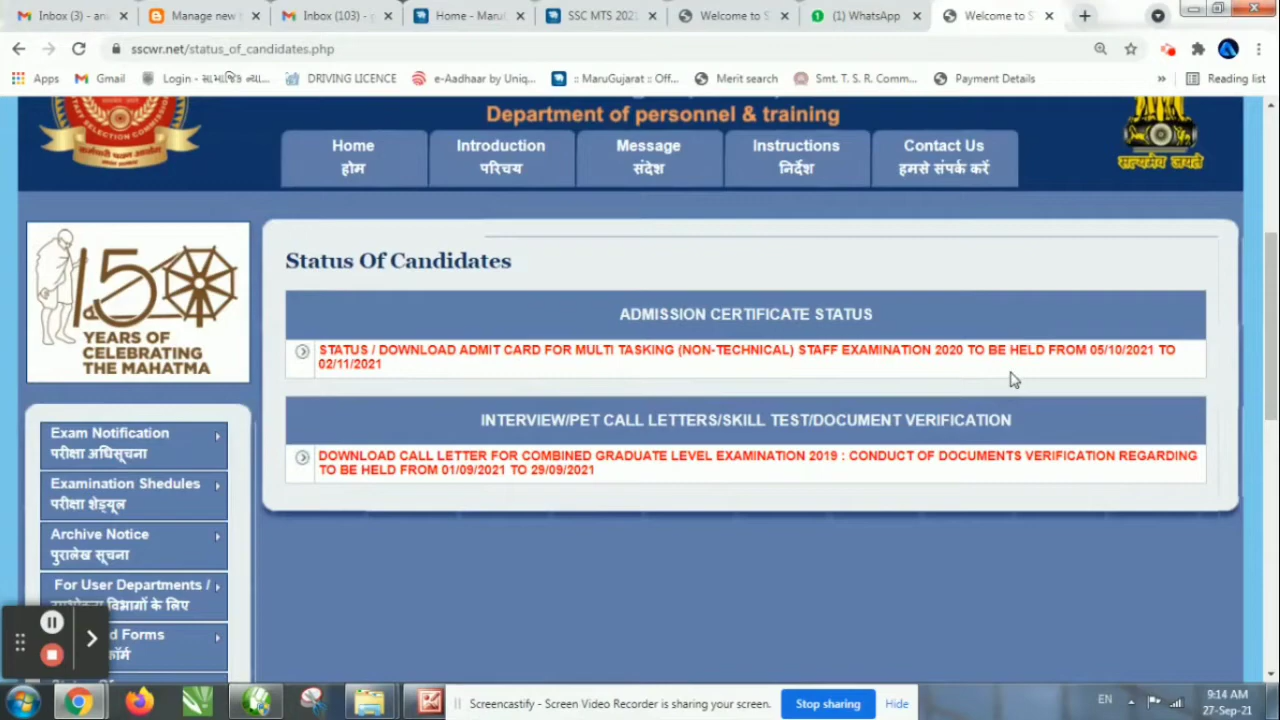 Inbox (3) - an
Manage new
Inbox (103) - g
Home - Maru
SSC MTS 2021
Welcome to S
(1) WhatsApp
Welcome to S
sscwr.net/status_of_candidates.php
Apps
Gmail
Login - સામાજિક ન્યા...
DRIVING LICENCE
e-Aadhaar by Uniq...
:: MaruGujarat :: Off...
Merit search
Smt. T. S. R. Comm...
Payment Details
»
Reading list
Department of personnel & training
सत्यमेव जयते
Home
होम
Introduction
परिचय
Message
संदेश
Instructions
निर्देश
Contact Us
हमसे संपर्क करें
150
YEARS OF
CELEBRATING
THE MAHATMA
Status Of Candidates
ADMISSION CERTIFICATE STATUS
STATUS / DOWNLOAD ADMIT CARD FOR MULTI TASKING (NON-TECHNICAL) STAFF EXAMINATION 2020 TO BE HELD FROM 05/10/2021 TO
02/11/2021
INTERVIEW/PET CALL LETTERS/SKILL TEST/DOCUMENT VERIFICATION
DOWNLOAD CALL LETTER FOR COMBINED GRADUATE LEVEL EXAMINATION 2019 : CONDUCT OF DOCUMENTS VERIFICATION REGARDING
TO BE HELD FROM 01/09/2021 TO 29/09/2021
Exam Notification
परीक्षा अधिसूचना
Examination Shedules
परीक्षा शेड्यूल
Archive Notice
पुरालेख सूचना
For User Departments /
विभागों के लिए
d Forms
फॉर्म
Screencastify - Screen Video Recorder is sharing your screen.
Stop sharing
Hide
EN
9:14 AM
27-Sep-21